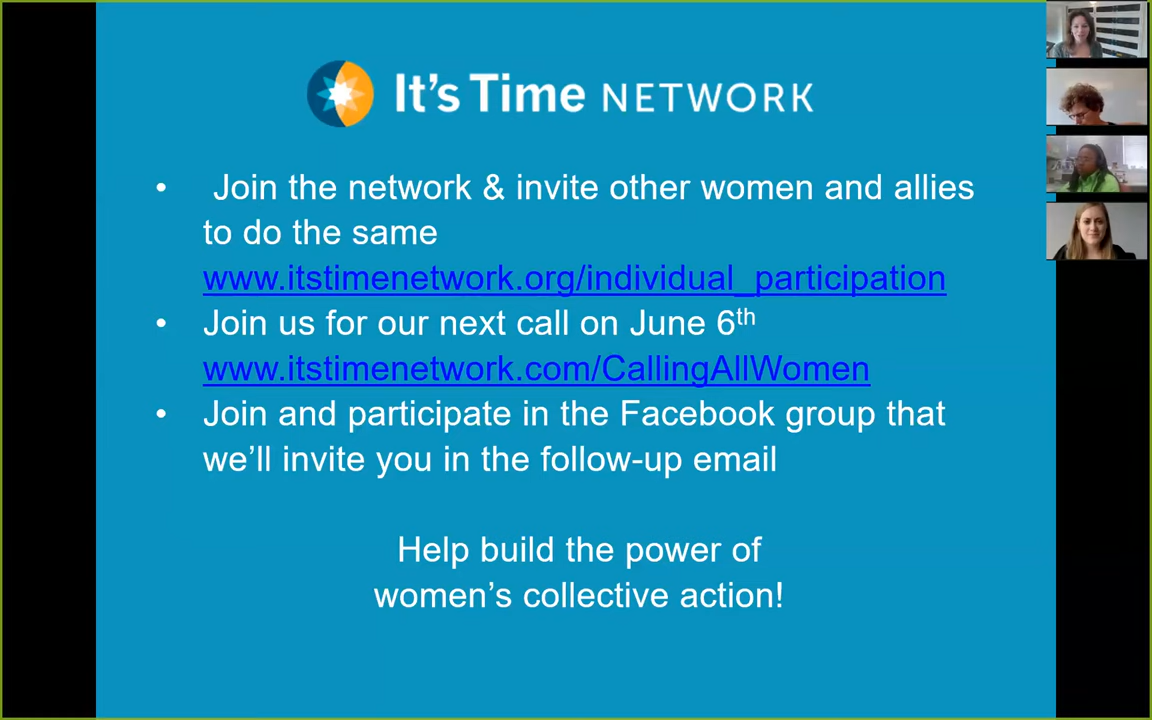 It's Time NETWORK
• Join the network & invite other women and allies
to do the same
www.itstimenetwork.org/individual_participation
• Join us for our next call on June 6th
www.itstimenetwork.com/CallingAllWomen
• Join and participate in the Facebook group that
we'll invite you in the follow-up email
Help build the power of
women's collective action!